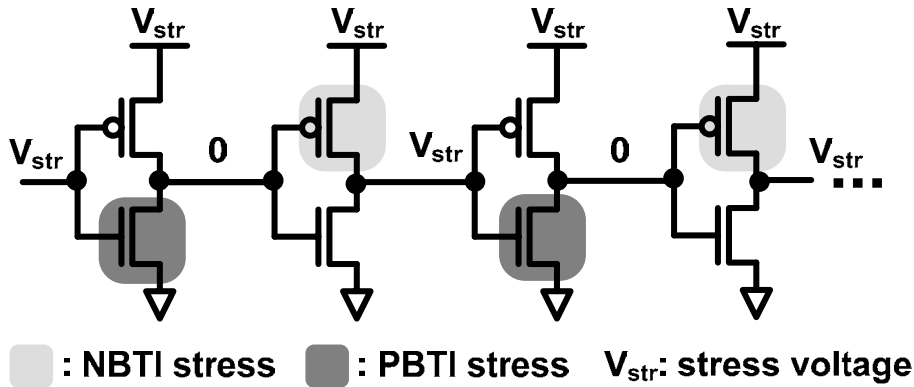 Vstr Vstr Vstr Vstr
Vstr 0 Vstr 0 Vstr ...
: NBTI stress : PBTI stress Vstr: stress voltage